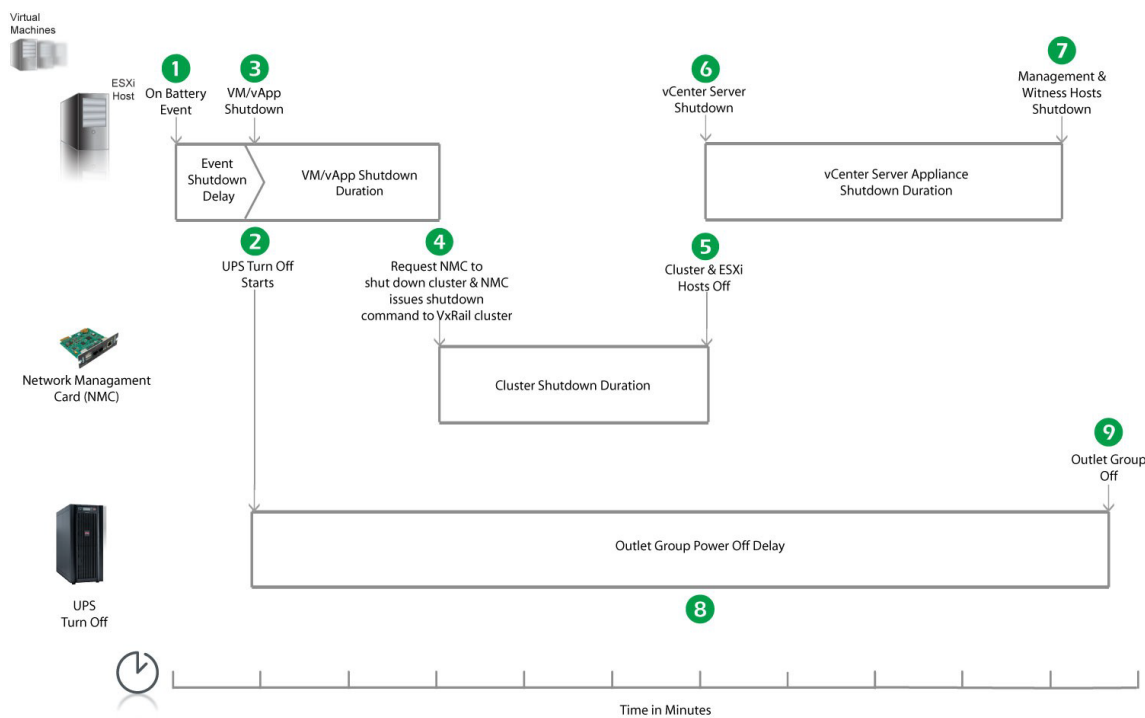 Virtual
Machines
ESXi
Host
1
On Battery
Event
3
VM/vApp
Shutdown
6
vCenter Server
Shutdown
7
Management &
Witness Hosts
Shutdown
Event
Shutdown
Delay
VM/vApp Shutdown
Duration
vCenter Server Appliance
Shutdown Duration
2
UPS Turn Off
Starts
4
Request NMC to
shut down cluster & NMC
issues shutdown
command to VxRail cluster
5
Cluster & ESXi
Hosts Off
Network Managament
Card (NMC)
Cluster Shutdown Duration
9
Outlet Group
Off
Outlet Group Power Off Delay
8
UPS
Turn Off
Time in Minutes